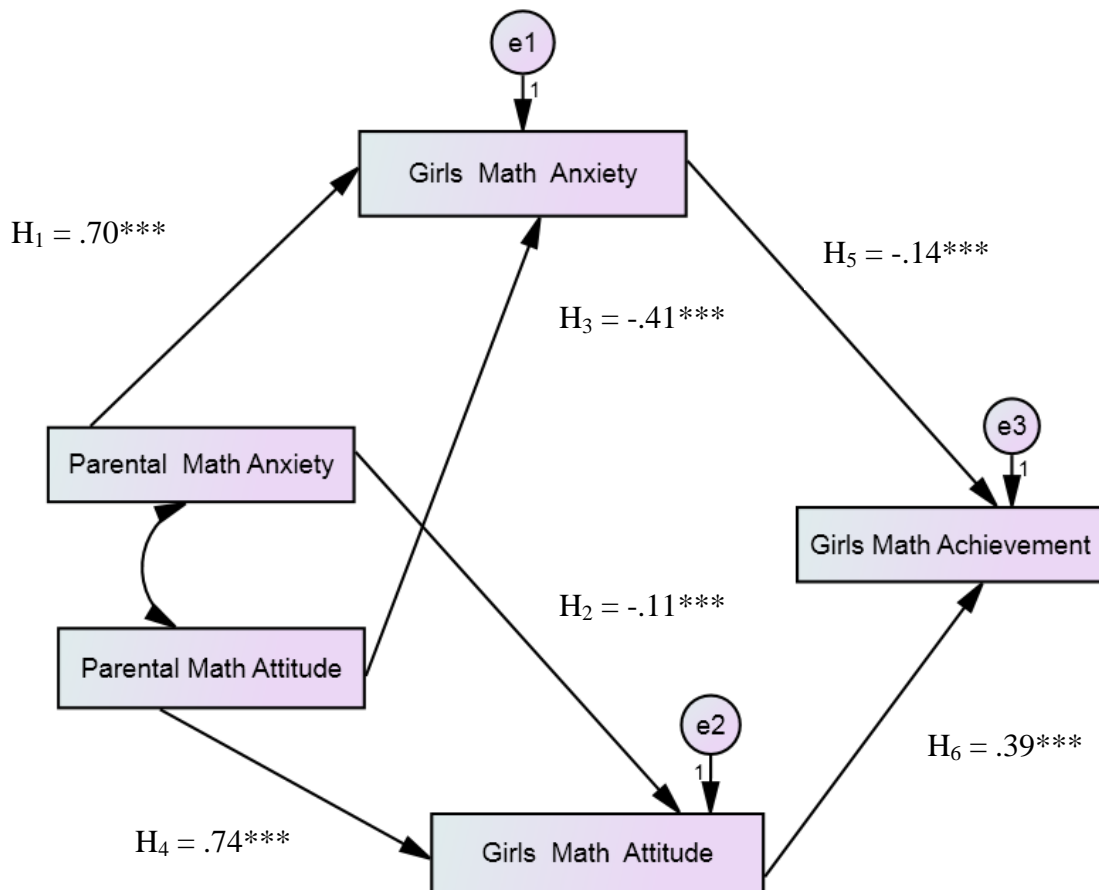 e1
1
Girls Math Anxiety
H₁ = .70***
H₅ = -.14***
H₃ = -.41***
e3
1
Parental Math Anxiety
Girls Math Achievement
H₂ = -.11***
Parental Math Attitude
e2
1
H₆ = .39***
H₄ = .74***
Girls Math Attitude